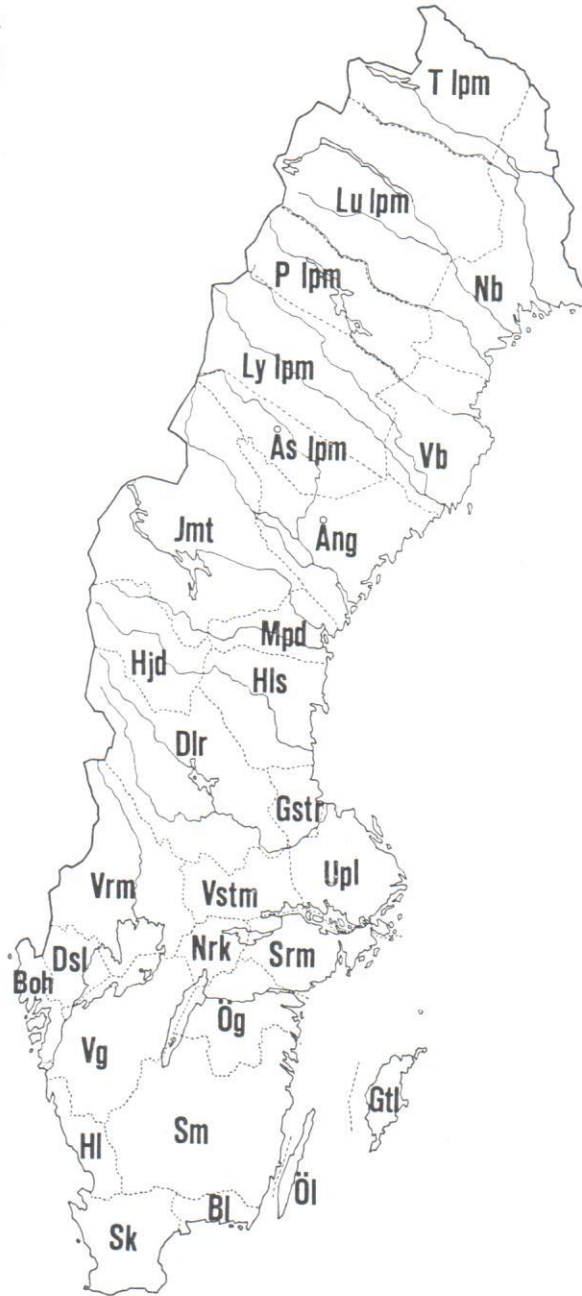 T lpm
Lu lpm
P lpm
Nb
Ly lpm
Ås lpm
Vb
Jmt
Ång
Mpd
Hjd
Hls
Dlr
Gstr
Vrm
Vstm
Upl
Dsl
Nrk
Srm
Boh
Ög
Vg
Gtl
Hl
Sm
Öl
Bl
Sk